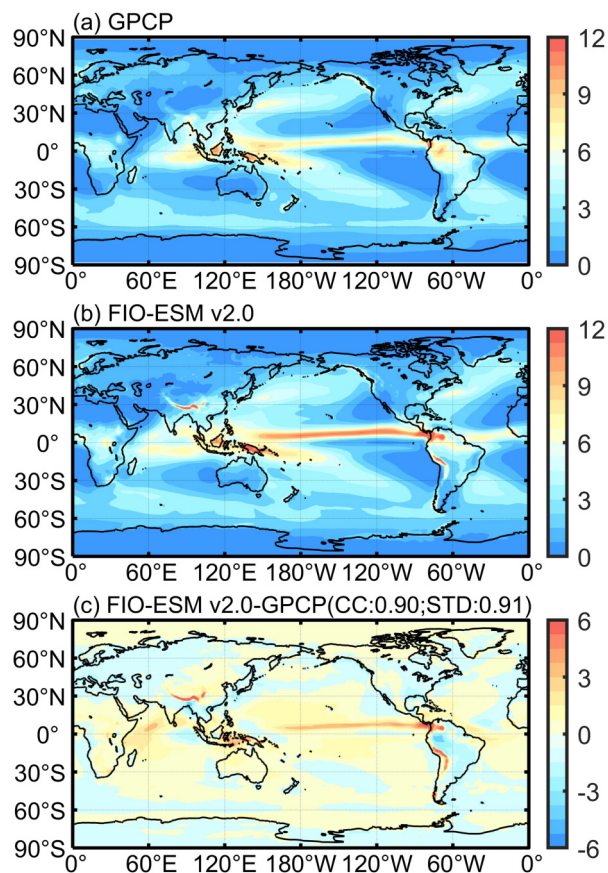 (a) GPCP
90°N
60°N
30°N
0°
30°S
60°S
90°S
0° 60°E 120°E 180°W 120°W 60°W 0°
12
9
6
3
0
(b) FIO-ESM v2.0
90°N
60°N
30°N
0°
30°S
60°S
90°S
0° 60°E 120°E 180°W 120°W 60°W 0°
12
9
6
3
0
(c) FIO-ESM v2.0-GPCP(CC:0.90;STD:0.91)
90°N
60°N
30°N
0°
30°S
60°S
90°S
0° 60°E 120°E 180°W 120°W 60°W 0°
6
3
0
-3
-6